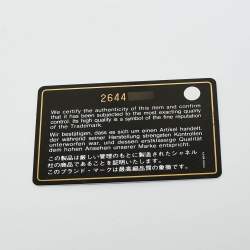 2644
We certify the authenticity of this item and confirm
that it has been subjected to the most exacting quality
control. Its high quality is a symbol of the fine reputation
of the Trademark.
Wir bestätigen, dass es sich um einen Artikel handelt,
der während seiner Herstellung strengsten Kontrollen
unterworfen war, und dessen erstklassige Qualität
dem hohen Ansehen unserer Marke entspricht.
この製品は厳しい管理のもとに製造されたシャネル
社の商品であることを証明いたします。
このブランド・マークは最高級品質の象徴です。